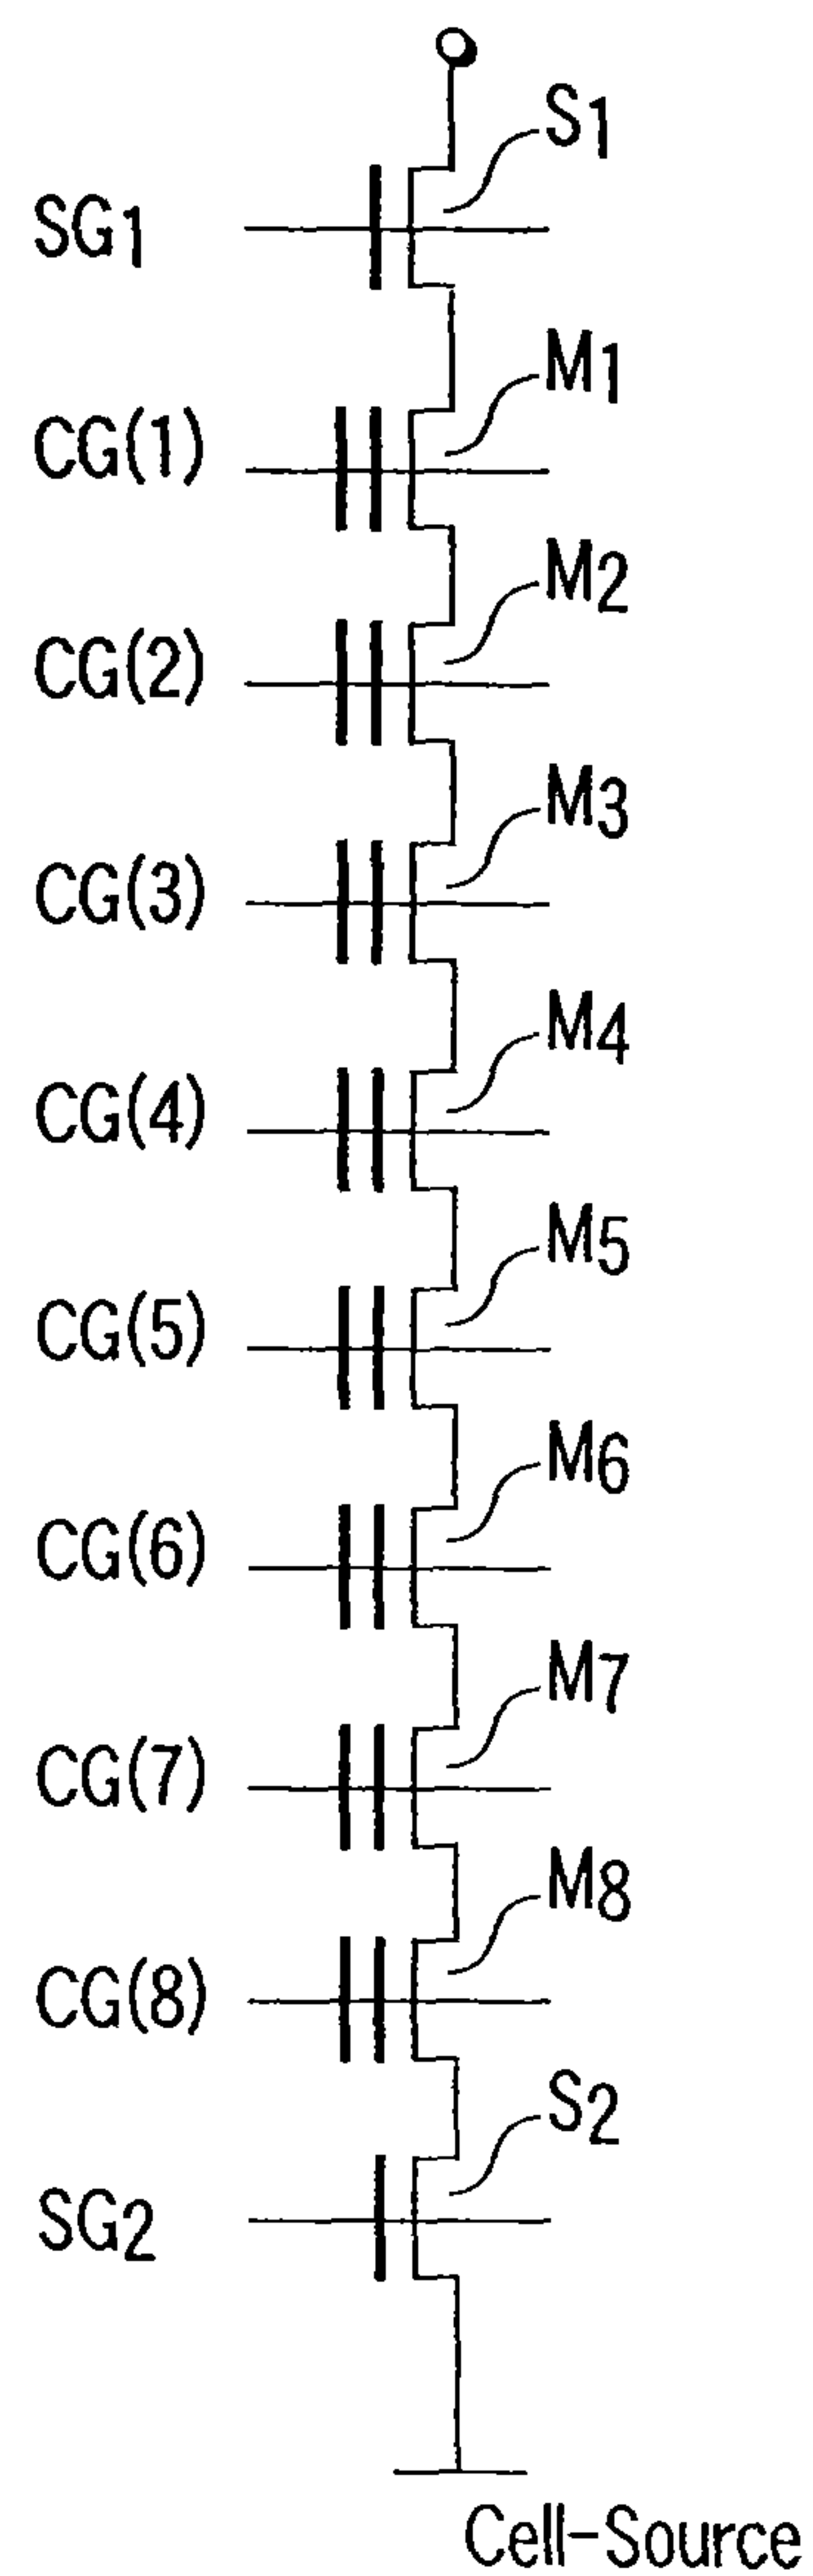 S1
SG1
M1
CG(1)
M2
CG(2)
M3
CG(3)
M4
CG(4)
M5
CG(5)
M6
CG(6)
M7
CG(7)
M8
CG(8)
S2
SG2
Cell-Source